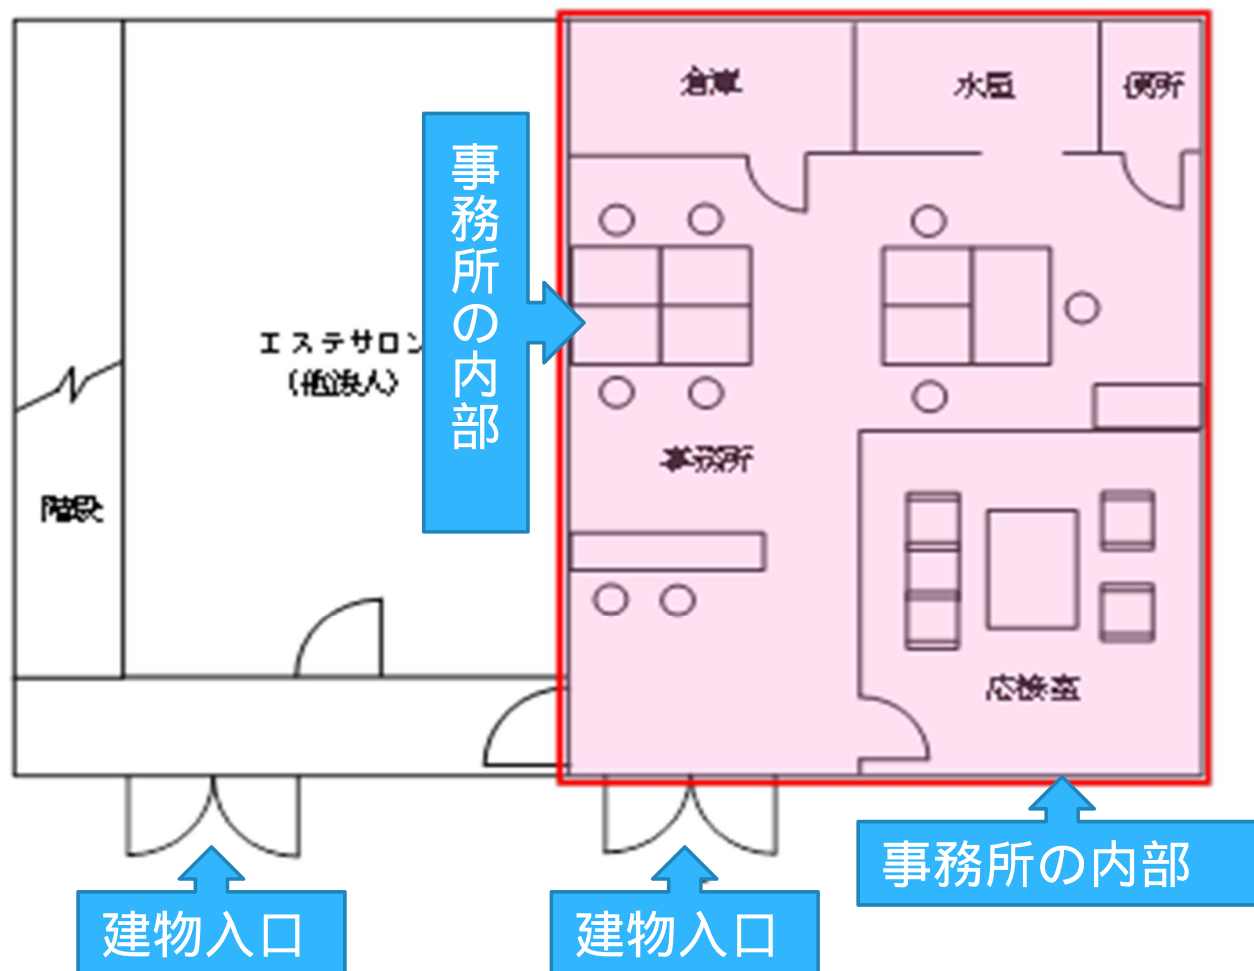 倉庫
水屋
便所
事務所の内部
エステサロン
（他法人）
事務所
階段
応接室
事務所の内部
建物入口
建物入口